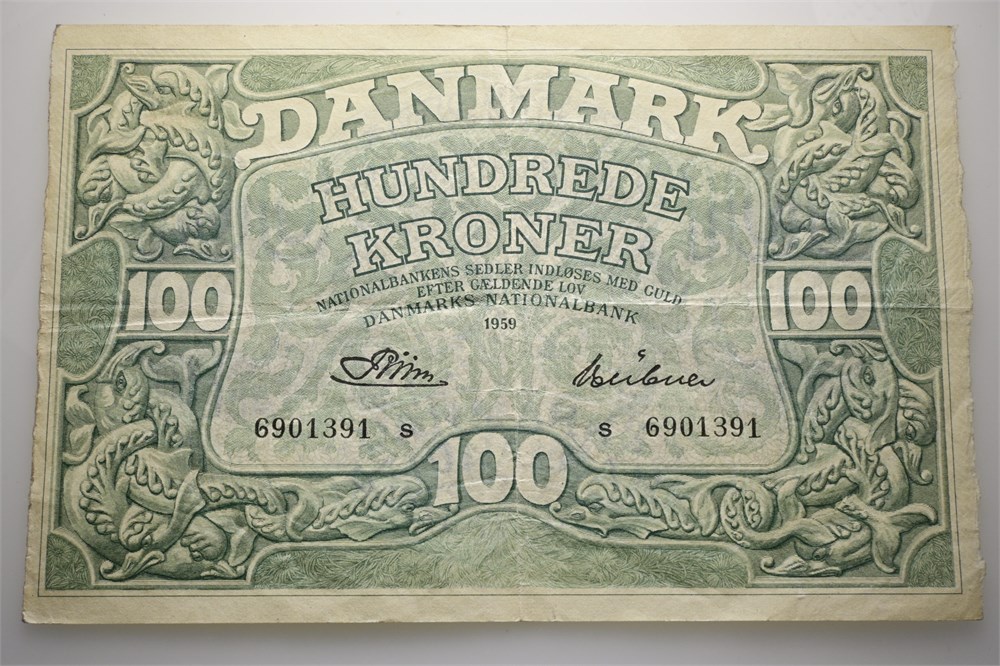 DANMARK
HUNDREDE
KRONER
NATIONALBANKENS SEDLER INDLØSES MED GULD
EFTER GÆLDENDE LOV
DANMARKS NATIONALBANK
1959
100 100
6901391 S S 6901391
100